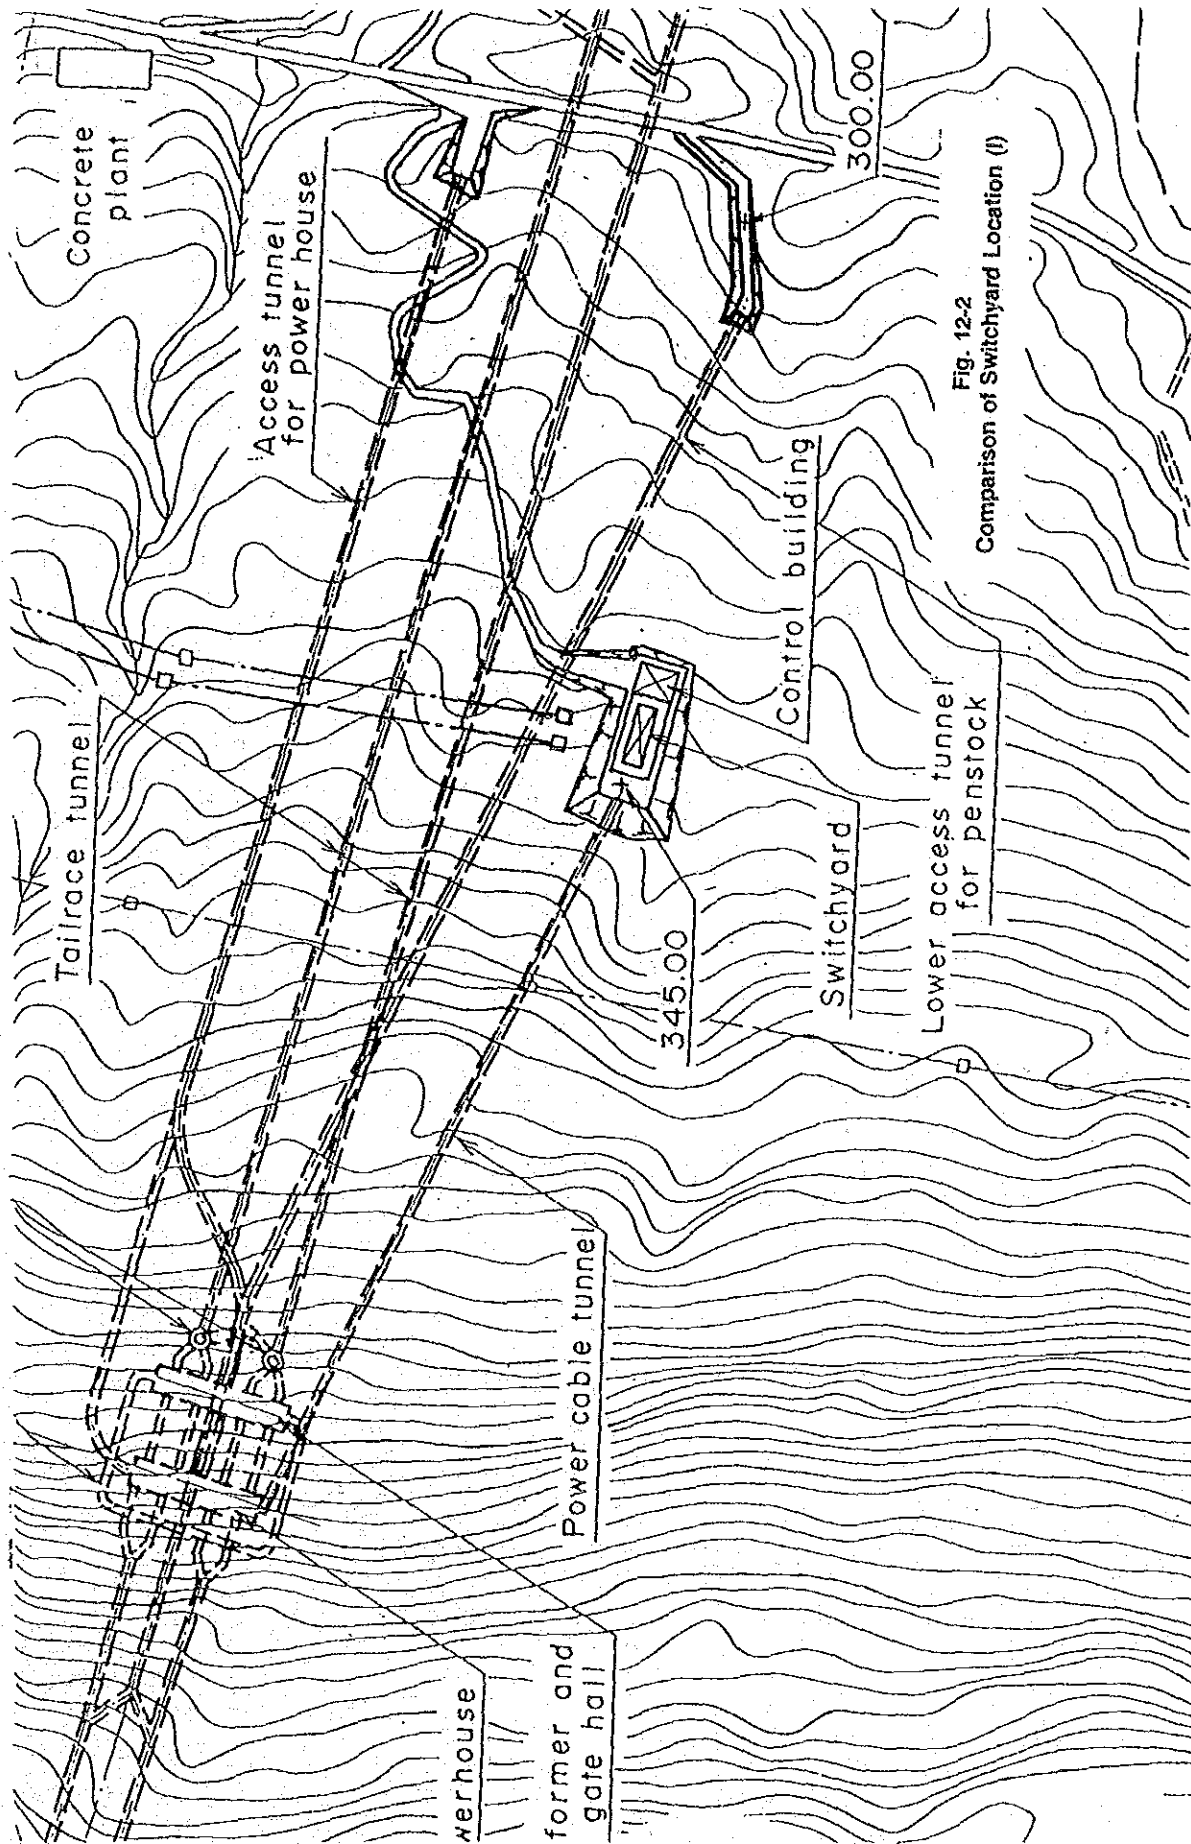 Concrete
plant
Access tunnel
for power house
Tailrace tunnel
300.00
Fig. 12-2
Comparison of Switchyard Location (I)
Control building
345.00
Switchyard
Lower access tunnel
for penstock
Power cable tunnel
werhouse
former and
gate hall